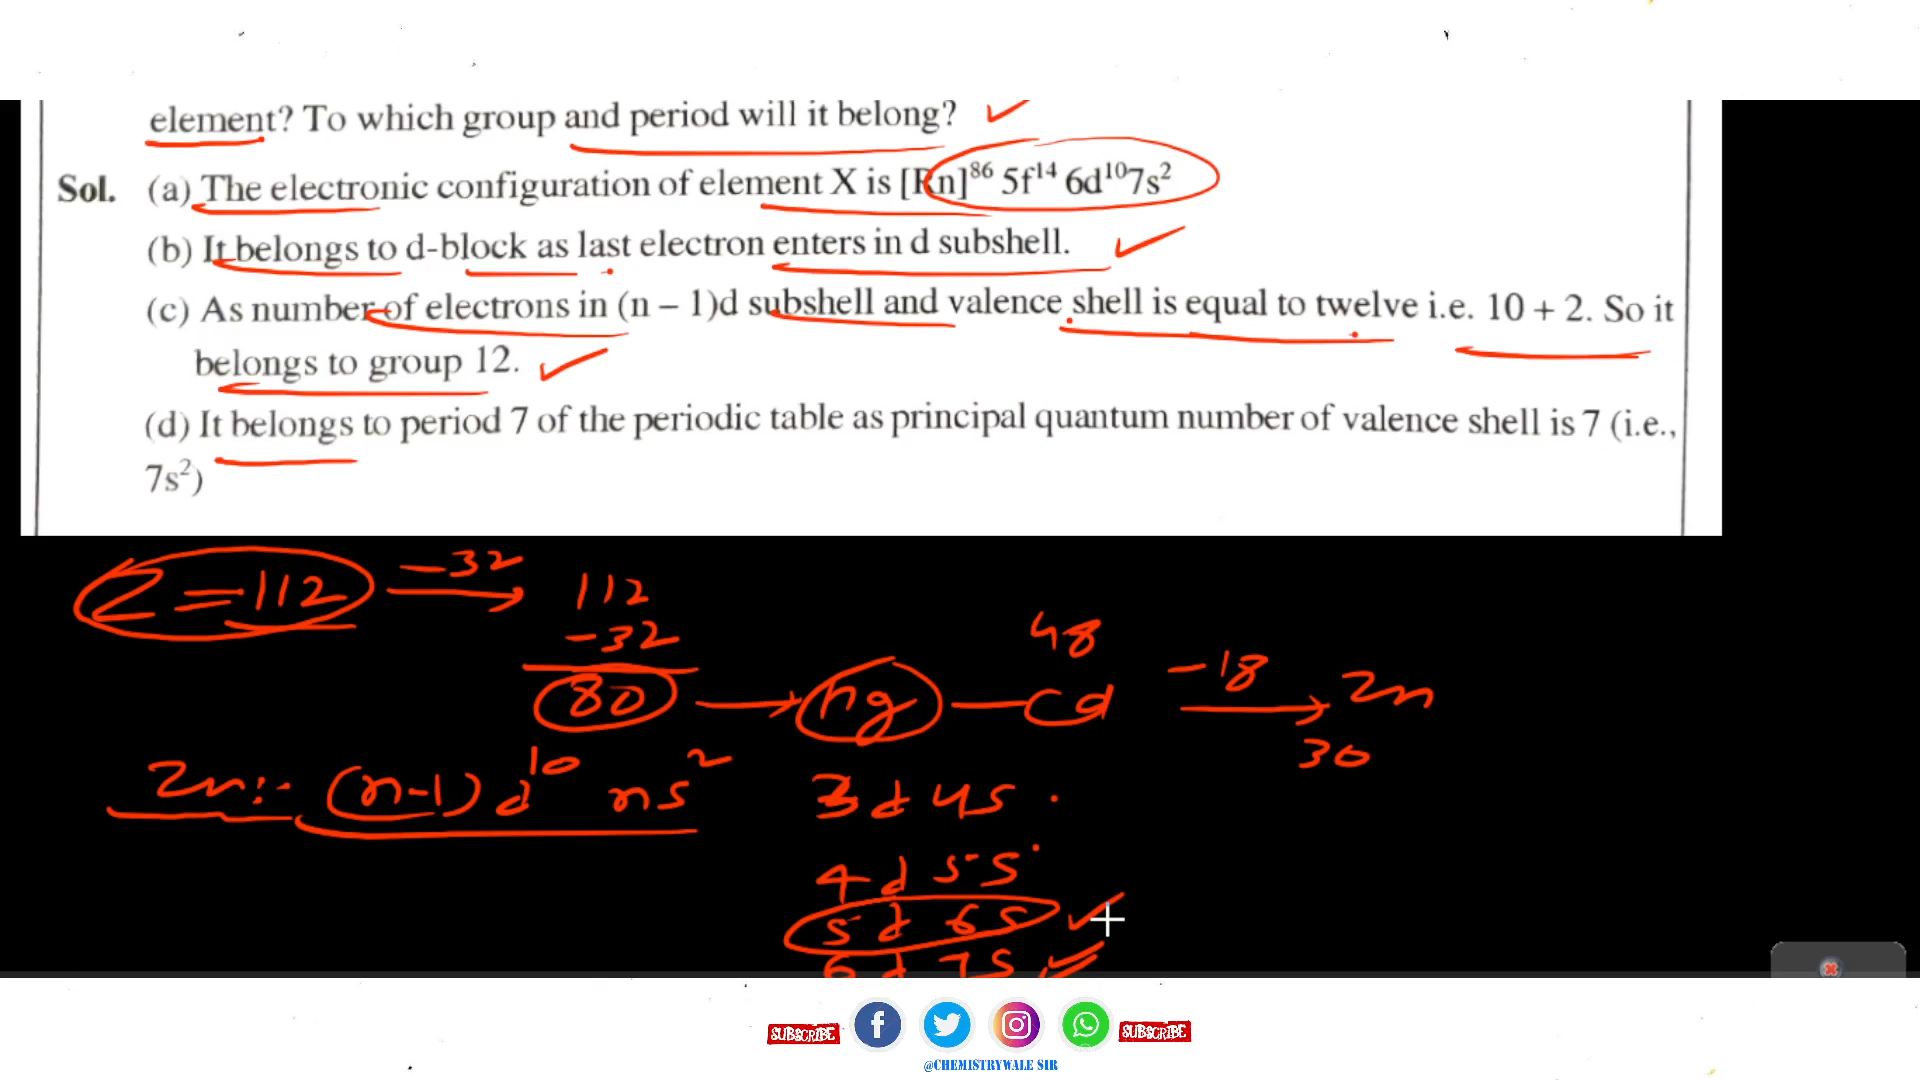 element? To which group and period will it belong?
Sol. (a) The electronic configuration of element X is [Rn]⁸⁶ 5f¹⁴ 6d¹⁰7s²
(b) It belongs to d-block as last electron enters in d subshell.
(c) As number of electrons in (n – 1)d subshell and valence shell is equal to twelve i.e. 10 + 2. So it
belongs to group 12.
(d) It belongs to period 7 of the periodic table as principal quantum number of valence shell is 7 (i.e.,
7s²)
Z = 112 -32 112
-32
80 Hg Cd 48 -18 Zn 30
Zn:- (n-1)d¹⁰ ns²
3d 4s
4d 5s
5d 6s
6d 7s
SUBSCRIBE SUBSCRIBE
@CHEMISTRYWALE SIR